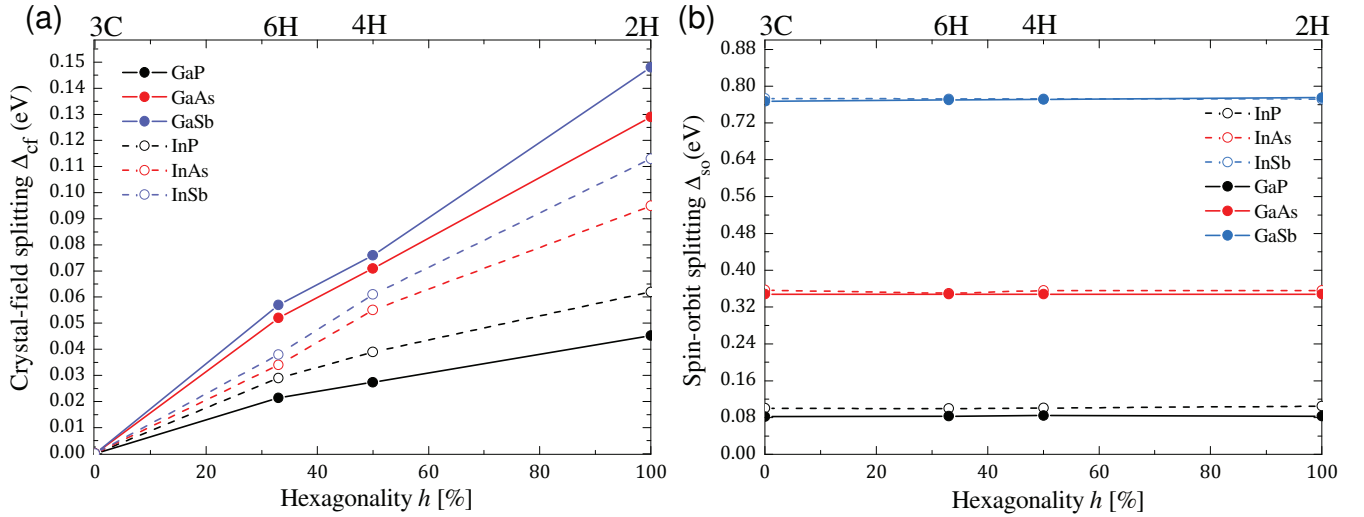 (a)
3C 6H 4H 2H
Crystal-field splitting Δcf (eV)
0.15
0.14
0.13
0.12
0.11
0.10
0.09
0.08
0.07
0.06
0.05
0.04
0.03
0.02
0.01
0.00
GaP
GaAs
GaSb
InP
InAs
InSb
0 20 40 60 80 100
Hexagonality h [%]
(b)
3C 6H 4H 2H
Spin-orbit splitting Δso(eV)
0.88
0.80
0.72
0.64
0.56
0.48
0.36
0.32
0.24
0.16
0.08
0.00
InP
InAs
InSb
GaP
GaAs
GaSb
0 20 40 60 80 100
Hexagonality h [%]